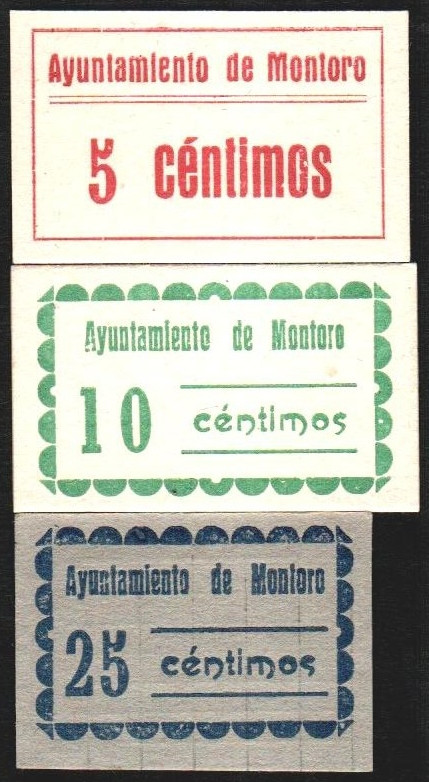 Ayuntamiento de Montoro
5 céntimos
Ayuntamiento de Montoro
10 céntimos
Ayuntamiento de Montoro
25 céntimos